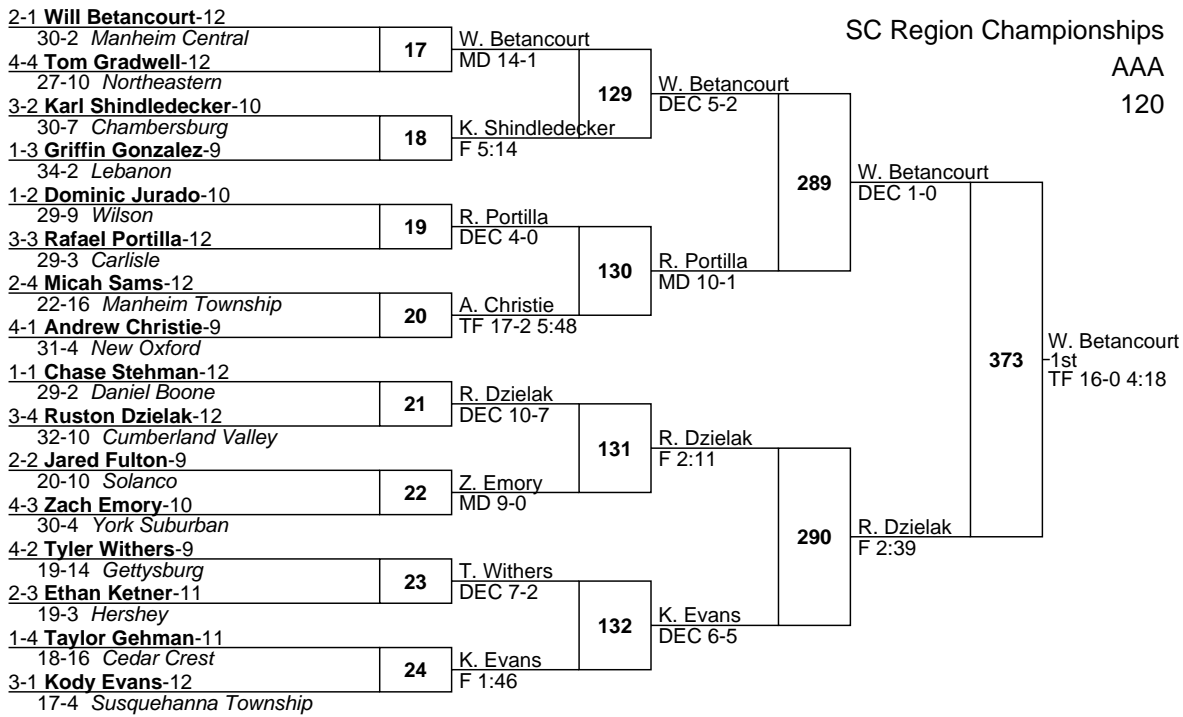 SC Region Championships
AAA
120
2-1 Will Betancourt-12
30-2 Manheim Central
4-4 Tom Gradwell-12
27-10 Northeastern
3-2 Karl Shindledecker-10
30-7 Chambersburg
1-3 Griffin Gonzalez-9
34-2 Lebanon
1-2 Dominic Jurado-10
29-9 Wilson
3-3 Rafael Portilla-12
29-3 Carlisle
2-4 Micah Sams-12
22-16 Manheim Township
4-1 Andrew Christie-9
31-4 New Oxford
1-1 Chase Stehman-12
29-2 Daniel Boone
3-4 Ruston Dzielak-12
32-10 Cumberland Valley
2-2 Jared Fulton-9
20-10 Solanco
4-3 Zach Emory-10
30-4 York Suburban
4-2 Tyler Withers-9
19-14 Gettysburg
2-3 Ethan Ketner-11
19-3 Hershey
1-4 Taylor Gehman-11
18-16 Cedar Crest
3-1 Kody Evans-12
17-4 Susquehanna Township
17
18
19
20
21
22
23
24
W. Betancourt
MD 14-1
K. Shindledecker
F 5:14
R. Portilla
DEC 4-0
A. Christie
TF 17-2 5:48
R. Dzielak
DEC 10-7
Z. Emory
MD 9-0
T. Withers
DEC 7-2
K. Evans
F 1:46
129
130
131
132
W. Betancourt
DEC 5-2
R. Portilla
MD 10-1
R. Dzielak
F 2:11
K. Evans
DEC 6-5
289
290
W. Betancourt
DEC 1-0
R. Dzielak
F 2:39
373
W. Betancourt
1st
TF 16-0 4:18